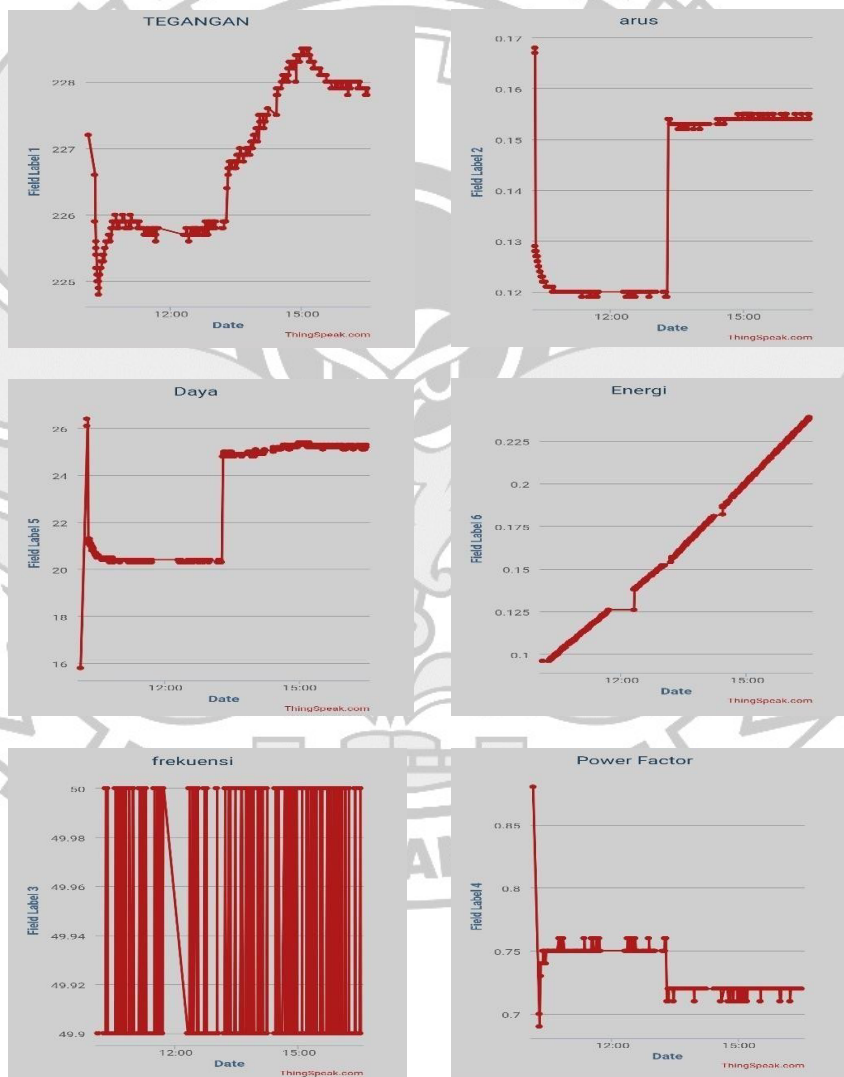 TEGANGAN
228
227
226
225
Field Label 1
12:00
15:00
Date
ThingSpeak.com
arus
0.17
0.16
0.15
0.14
0.13
0.12
Field Label 2
12:00
15:00
Date
ThingSpeak.com
Daya
26
24
22
20
18
16
Field Label 5
12:00
15:00
Date
ThingSpeak.com
Energi
0.225
0.2
0.175
0.15
0.125
0.1
Field Label 6
12:00
15:00
Date
ThingSpeak.com
frekuensi
50
49.98
49.96
49.94
49.92
49.9
Field Label 3
12:00
15:00
Date
ThingSpeak.com
Power Factor
0.85
0.8
0.75
0.7
Field Label 4
12:00
15:00
Date
ThingSpeak.com